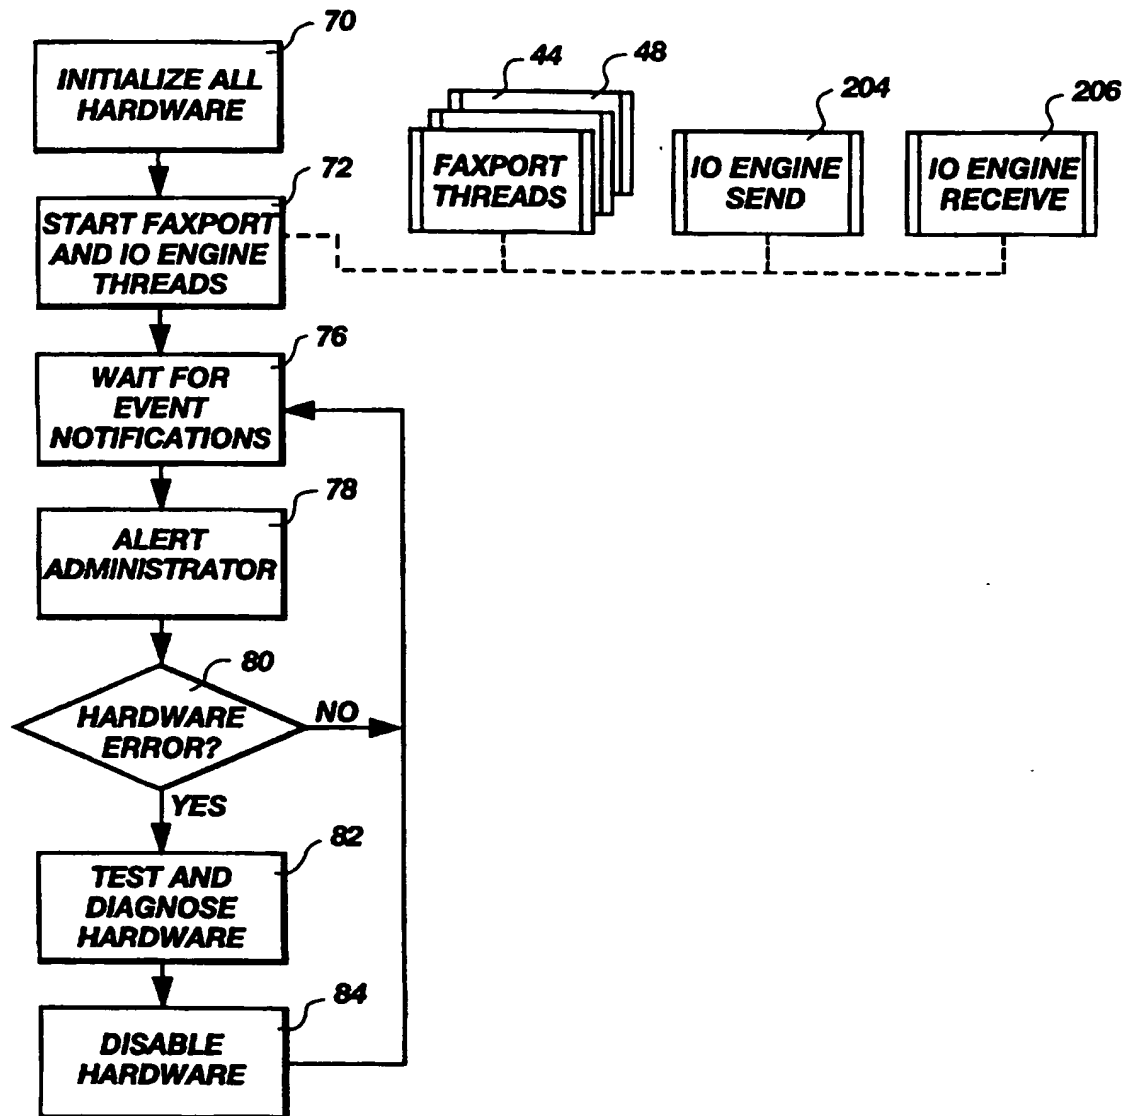 70
INITIALIZE ALL
HARDWARE
44
48
204
206
FAXPORT
THREADS
IO ENGINE
SEND
IO ENGINE
RECEIVE
72
START FAXPORT
AND IO ENGINE
THREADS
76
WAIT FOR
EVENT
NOTIFICATIONS
78
ALERT
ADMINISTRATOR
80
HARDWARE
ERROR?
NO
YES
82
TEST AND
DIAGNOSE
HARDWARE
84
DISABLE
HARDWARE